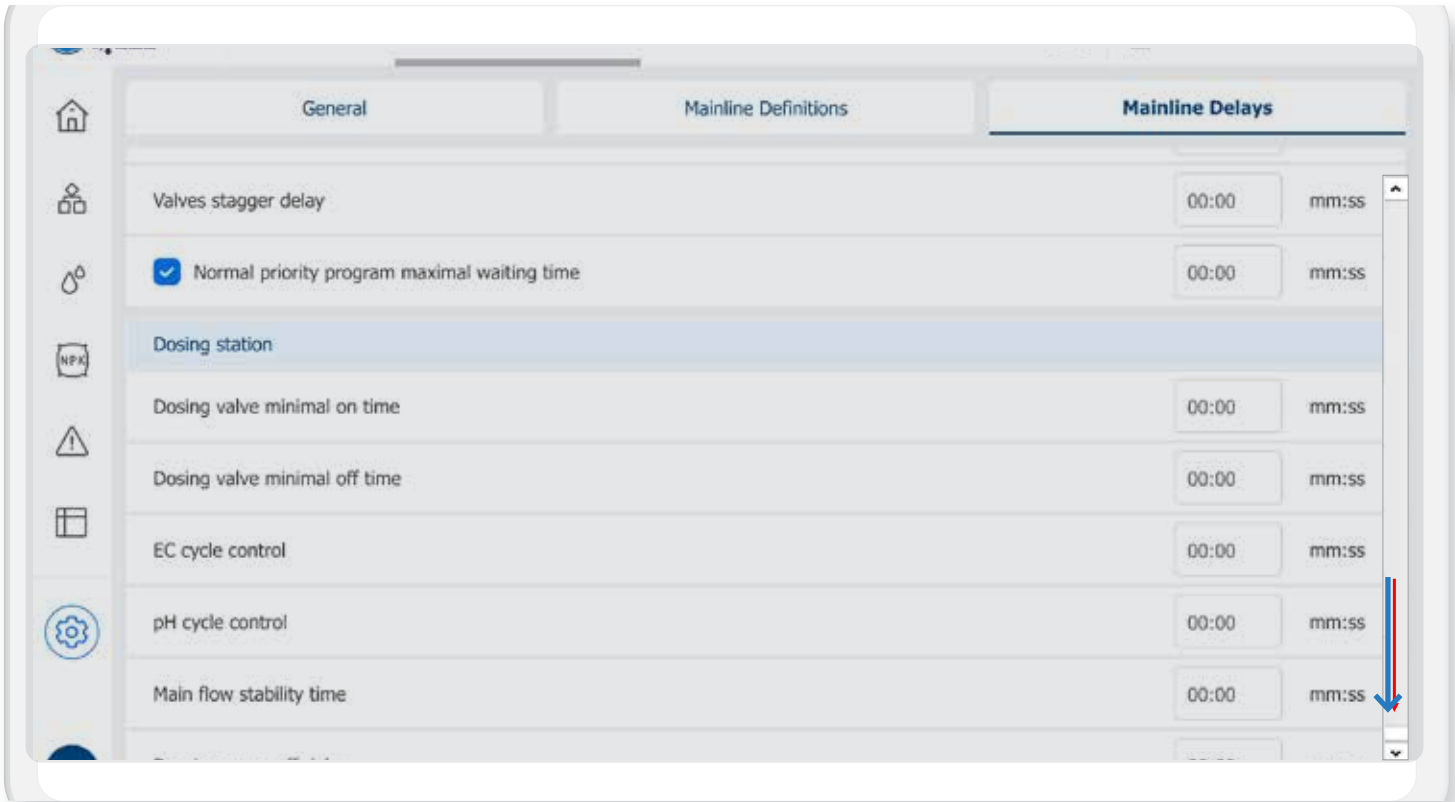 General
Mainline Definitions
Mainline Delays
Valves stagger delay 00:00 mm:ss
Normal priority program maximal waiting time 00:00 mm:ss
Dosing station
Dosing valve minimal on time 00:00 mm:ss
Dosing valve minimal off time 00:00 mm:ss
NPK
EC cycle control 00:00 mm:ss
pH cycle control 00:00 mm:ss
Main flow stability time 00:00 mm:ss